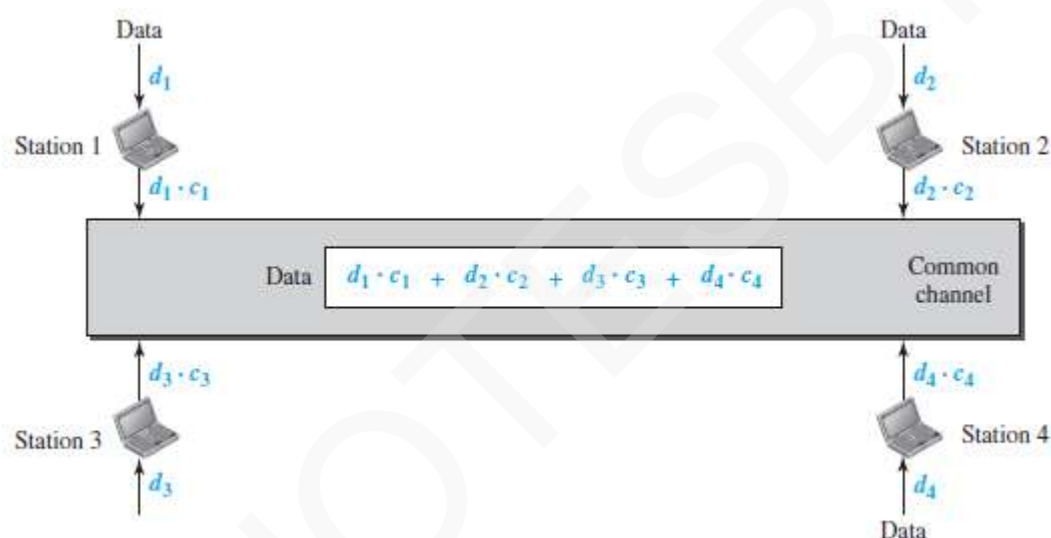 Data
Data
d₁
d₂
Station 1
Station 2
d₁ · c₁
d₂ · c₂
Data
d₁ · c₁ + d₂ · c₂ + d₃ · c₃ + d₄ · c₄
Common
channel
d₃ · c₃
d₄ · c₄
Station 3
Station 4
d₃
d₄
Data